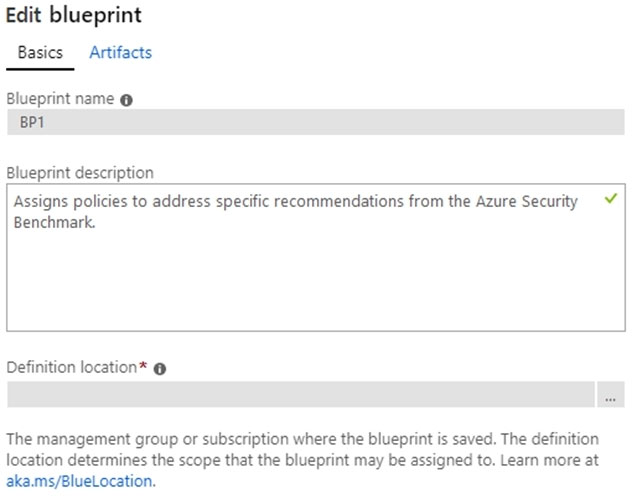 Edit blueprint
Basics Artifacts
Blueprint name
BP1
Blueprint description
Assigns policies to address specific recommendations from the Azure Security
Benchmark.
Definition location*
...
The management group or subscription where the blueprint is saved. The definition
location determines the scope that the blueprint may be assigned to. Learn more at
aka.ms/BlueLocation.